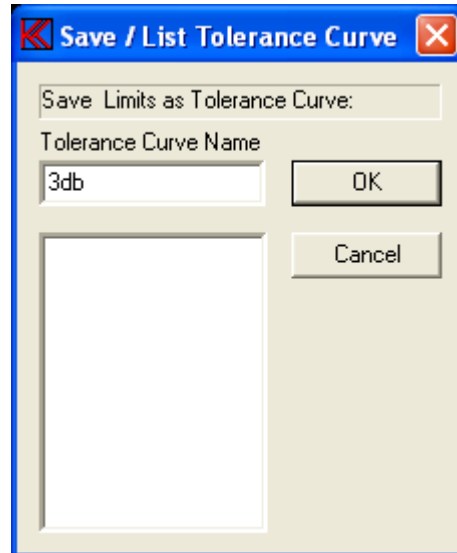 Save / List Tolerance Curve
Save Limits as Tolerance Curve:
Tolerance Curve Name
3db
OK
Cancel